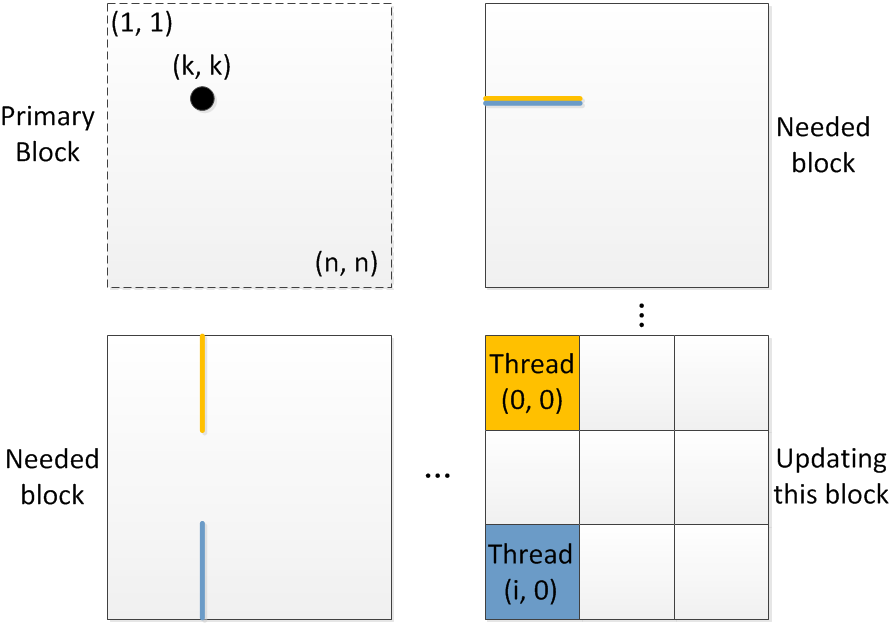 (1, 1)
(k, k)
Primary
Block
(n, n)
Needed
block
⋮
Needed
block
...
Thread
(0, 0)
Thread
(i, 0)
Updating
this block